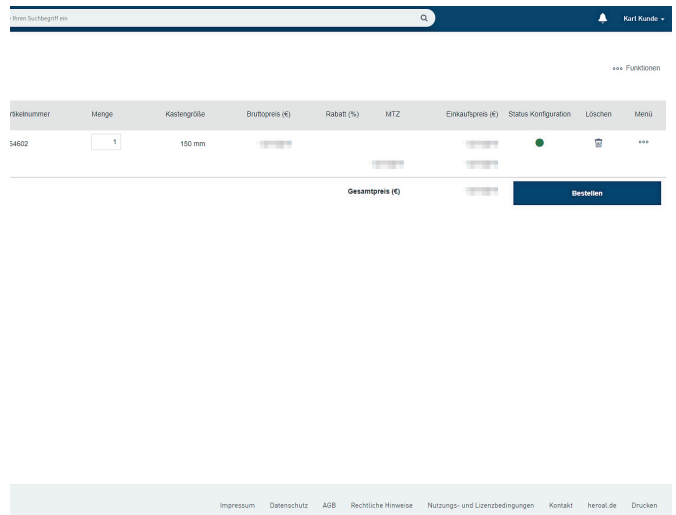 Ihren Suchbegriff ein
Karl Kunde
Funktionen
rtikelnummer Menge Kastengröße Bruttopreis (€) Rabatt (%) MTZ Einkaufspreis (€) Status Konfiguration Löschen Menü
54602 1 150 mm
Gesamtpreis (€) Bestellen
Impressum Datenschutz AGB Rechtliche Hinweise Nutzungs- und Lizenzbedingungen Kontakt heroal.de Drucken